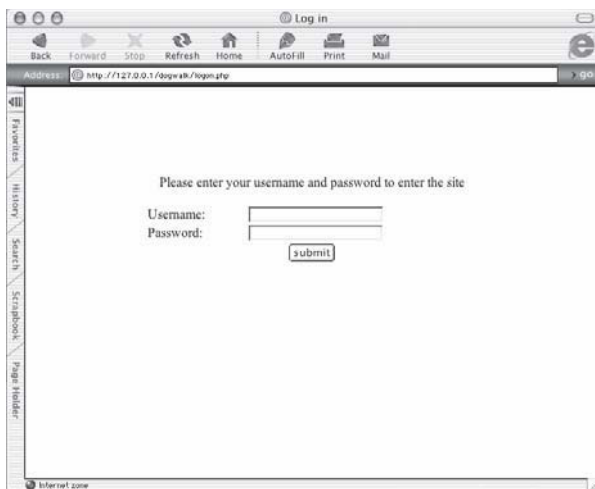 Log in
Back Forward Stop Refresh Home AutoFill Print Mail
Address: http://127.0.0.1/dogwalk/logon.php go
Favorites
History
Search
Scrapbook
Page Holder
Please enter your username and password to enter the site
Username:
Password:
submit
Internet zone